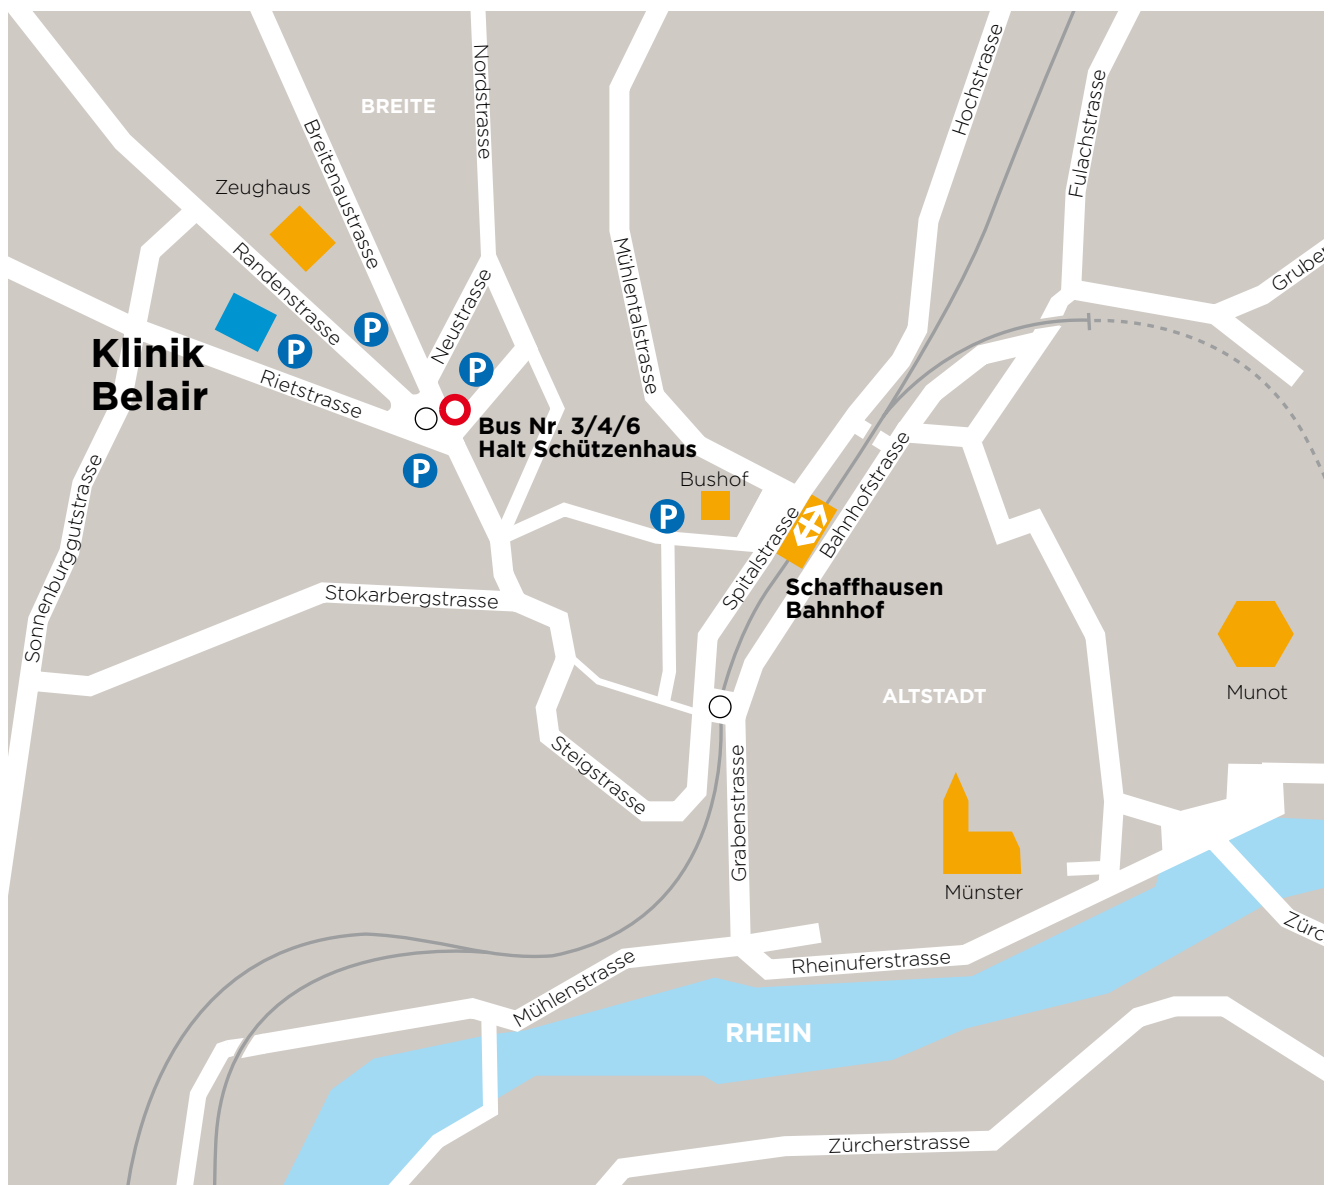 Nordstrasse
Hochstrasse
BREITE
Fulachstrasse
Breitenaustrasse
Zeughaus
Randenstrasse
Mühlentalstrasse
Neustrasse
P
P
P
Klinik
Belair
Rietstrasse
Bus Nr. 3/4/6
Halt Schützenhaus
P
Bushof
P
Spitalstrasse
Bahnhofstrasse
Sonnenburggutstrasse
Schaffhausen
Bahnhof
Stokarbergstrasse
ALTSTADT
Munot
Steigstrasse
Grabenstrasse
Münster
Zürc
Rheinuferstrasse
Mühlenstrasse
RHEIN
Zürcherstrasse